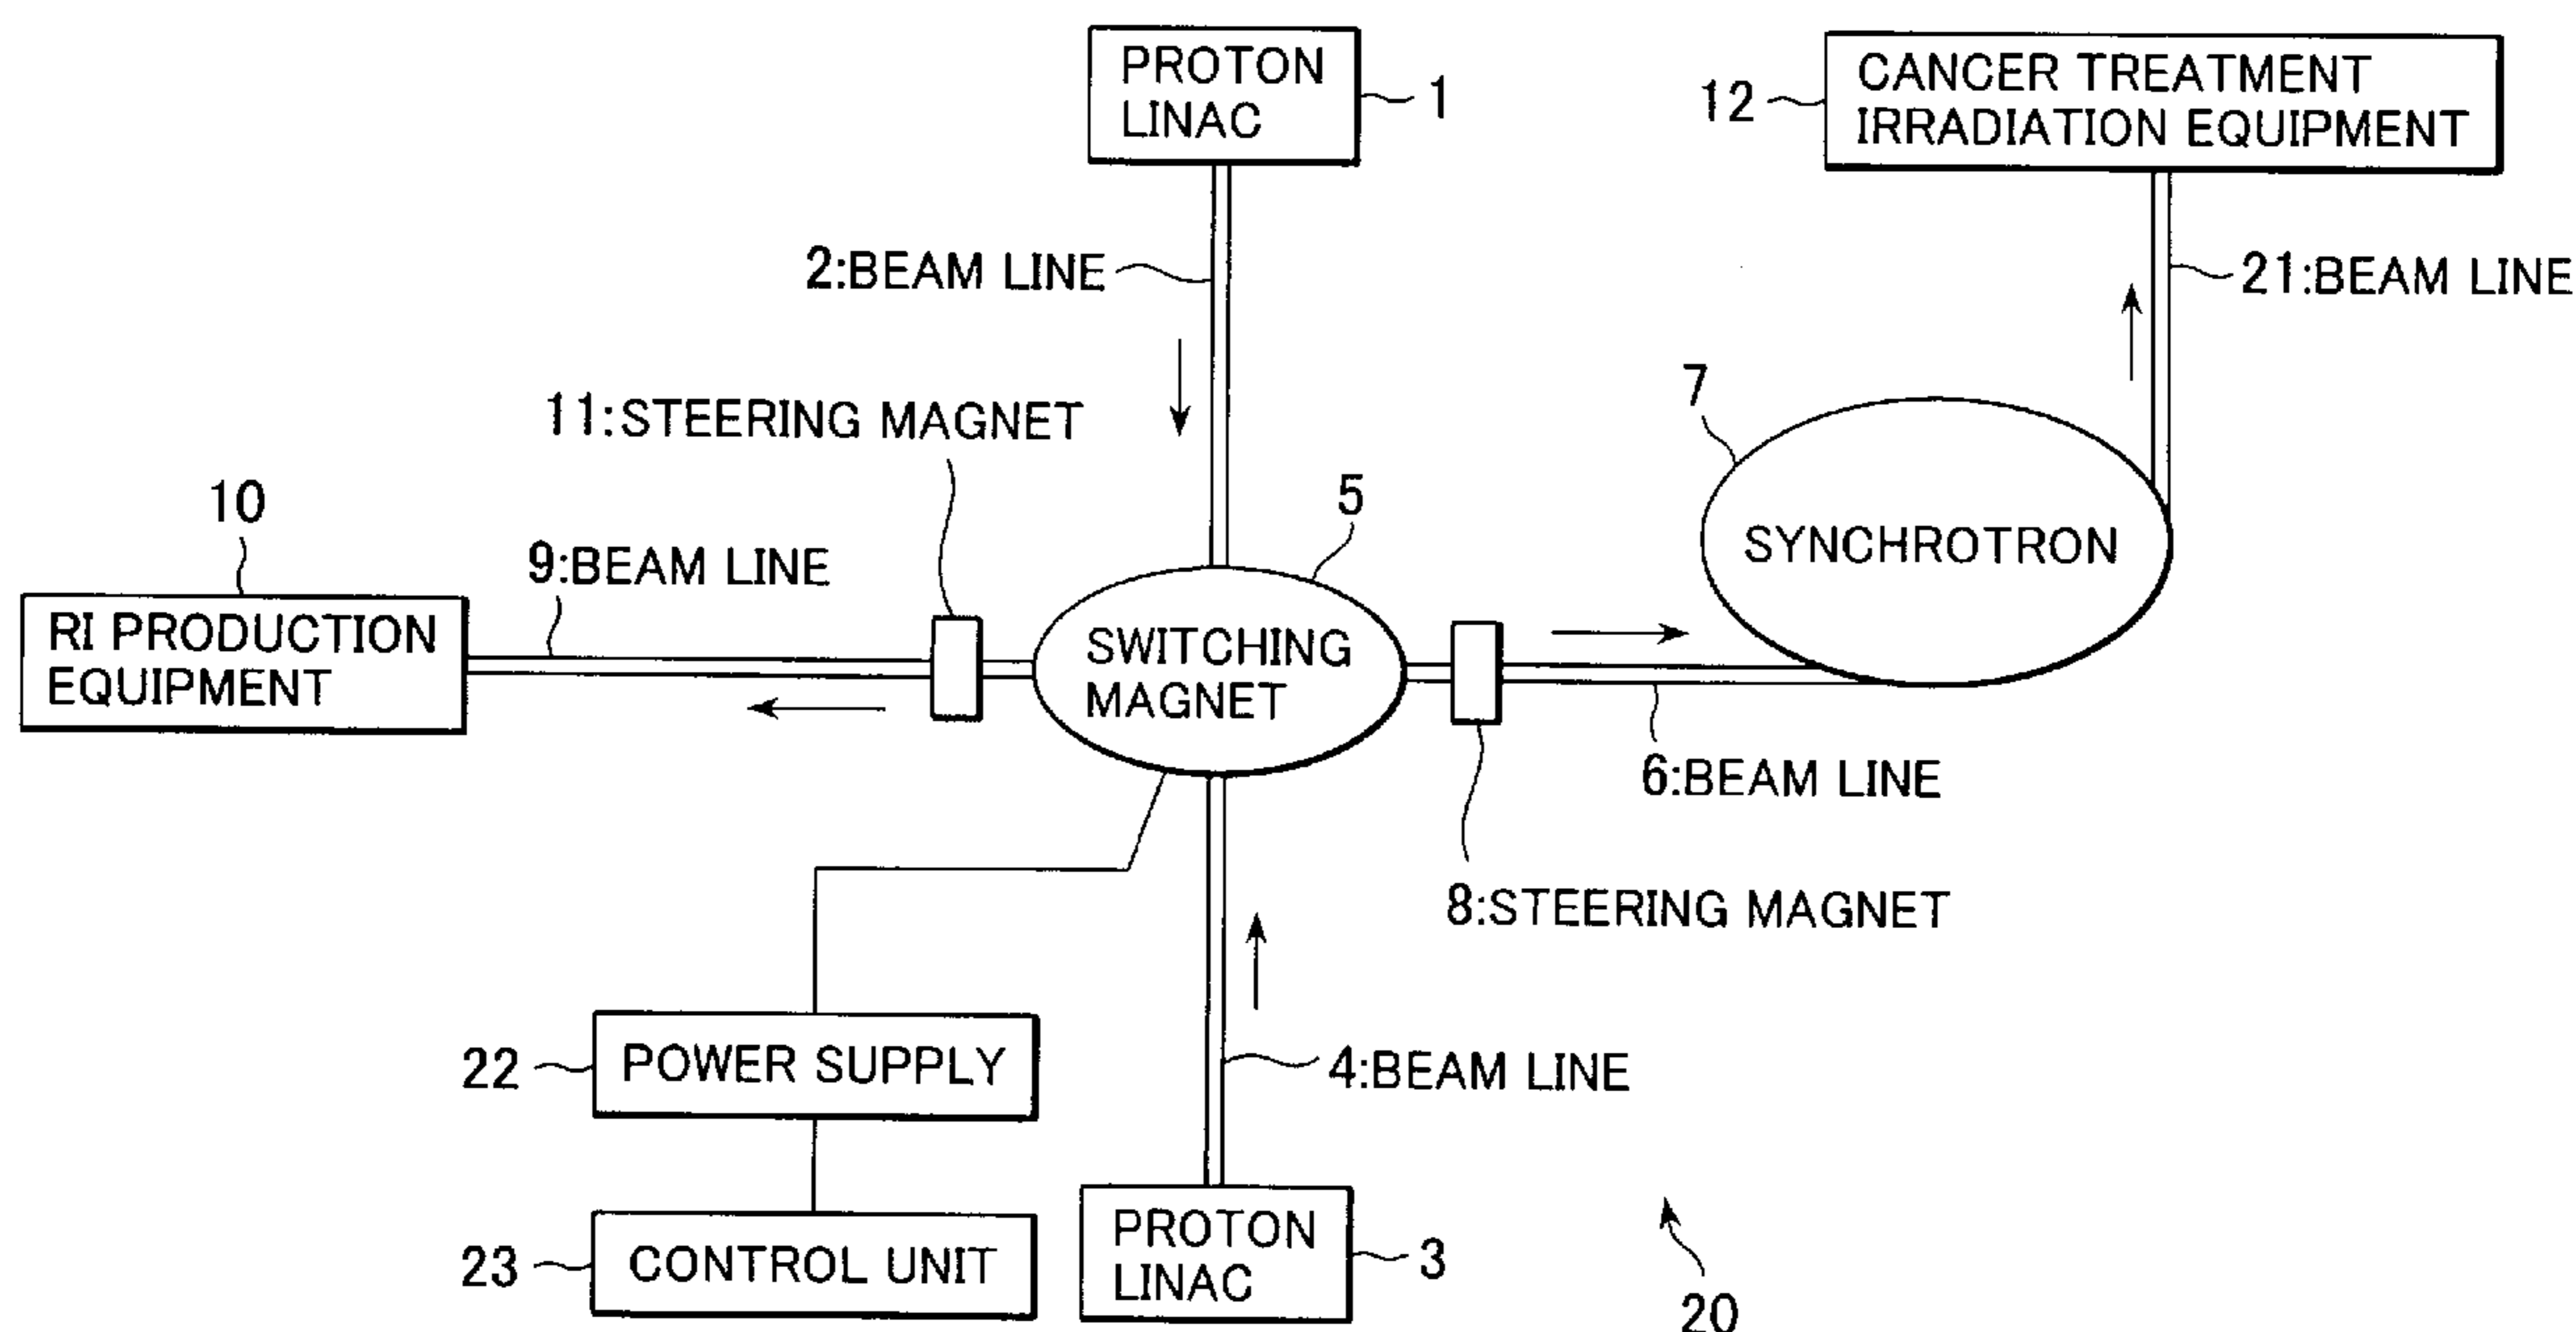 PROTON
LINAC
1
12
CANCER TREATMENT
IRRADIATION EQUIPMENT
2:BEAM LINE
21:BEAM LINE
11:STEERING MAGNET
7
10
5
9:BEAM LINE
SYNCHROTRON
RI PRODUCTION
EQUIPMENT
SWITCHING
MAGNET
6:BEAM LINE
8:STEERING MAGNET
22
POWER SUPPLY
4:BEAM LINE
23
CONTROL UNIT
PROTON
LINAC
3
20